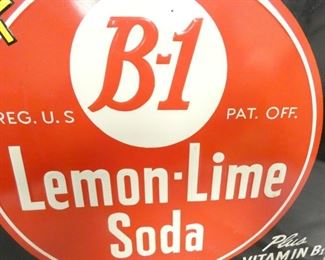 B-1
REG. U.S PAT. OFF.
Lemon-Lime
Soda
Plus
VITAMIN B1